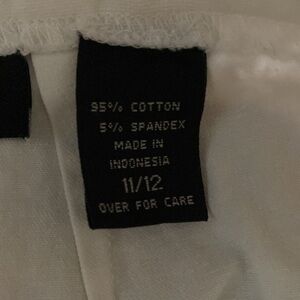 95% COTTON
5% SPANDEX
MADE IN
INDONESIA
11/12
OVER FOR CARE